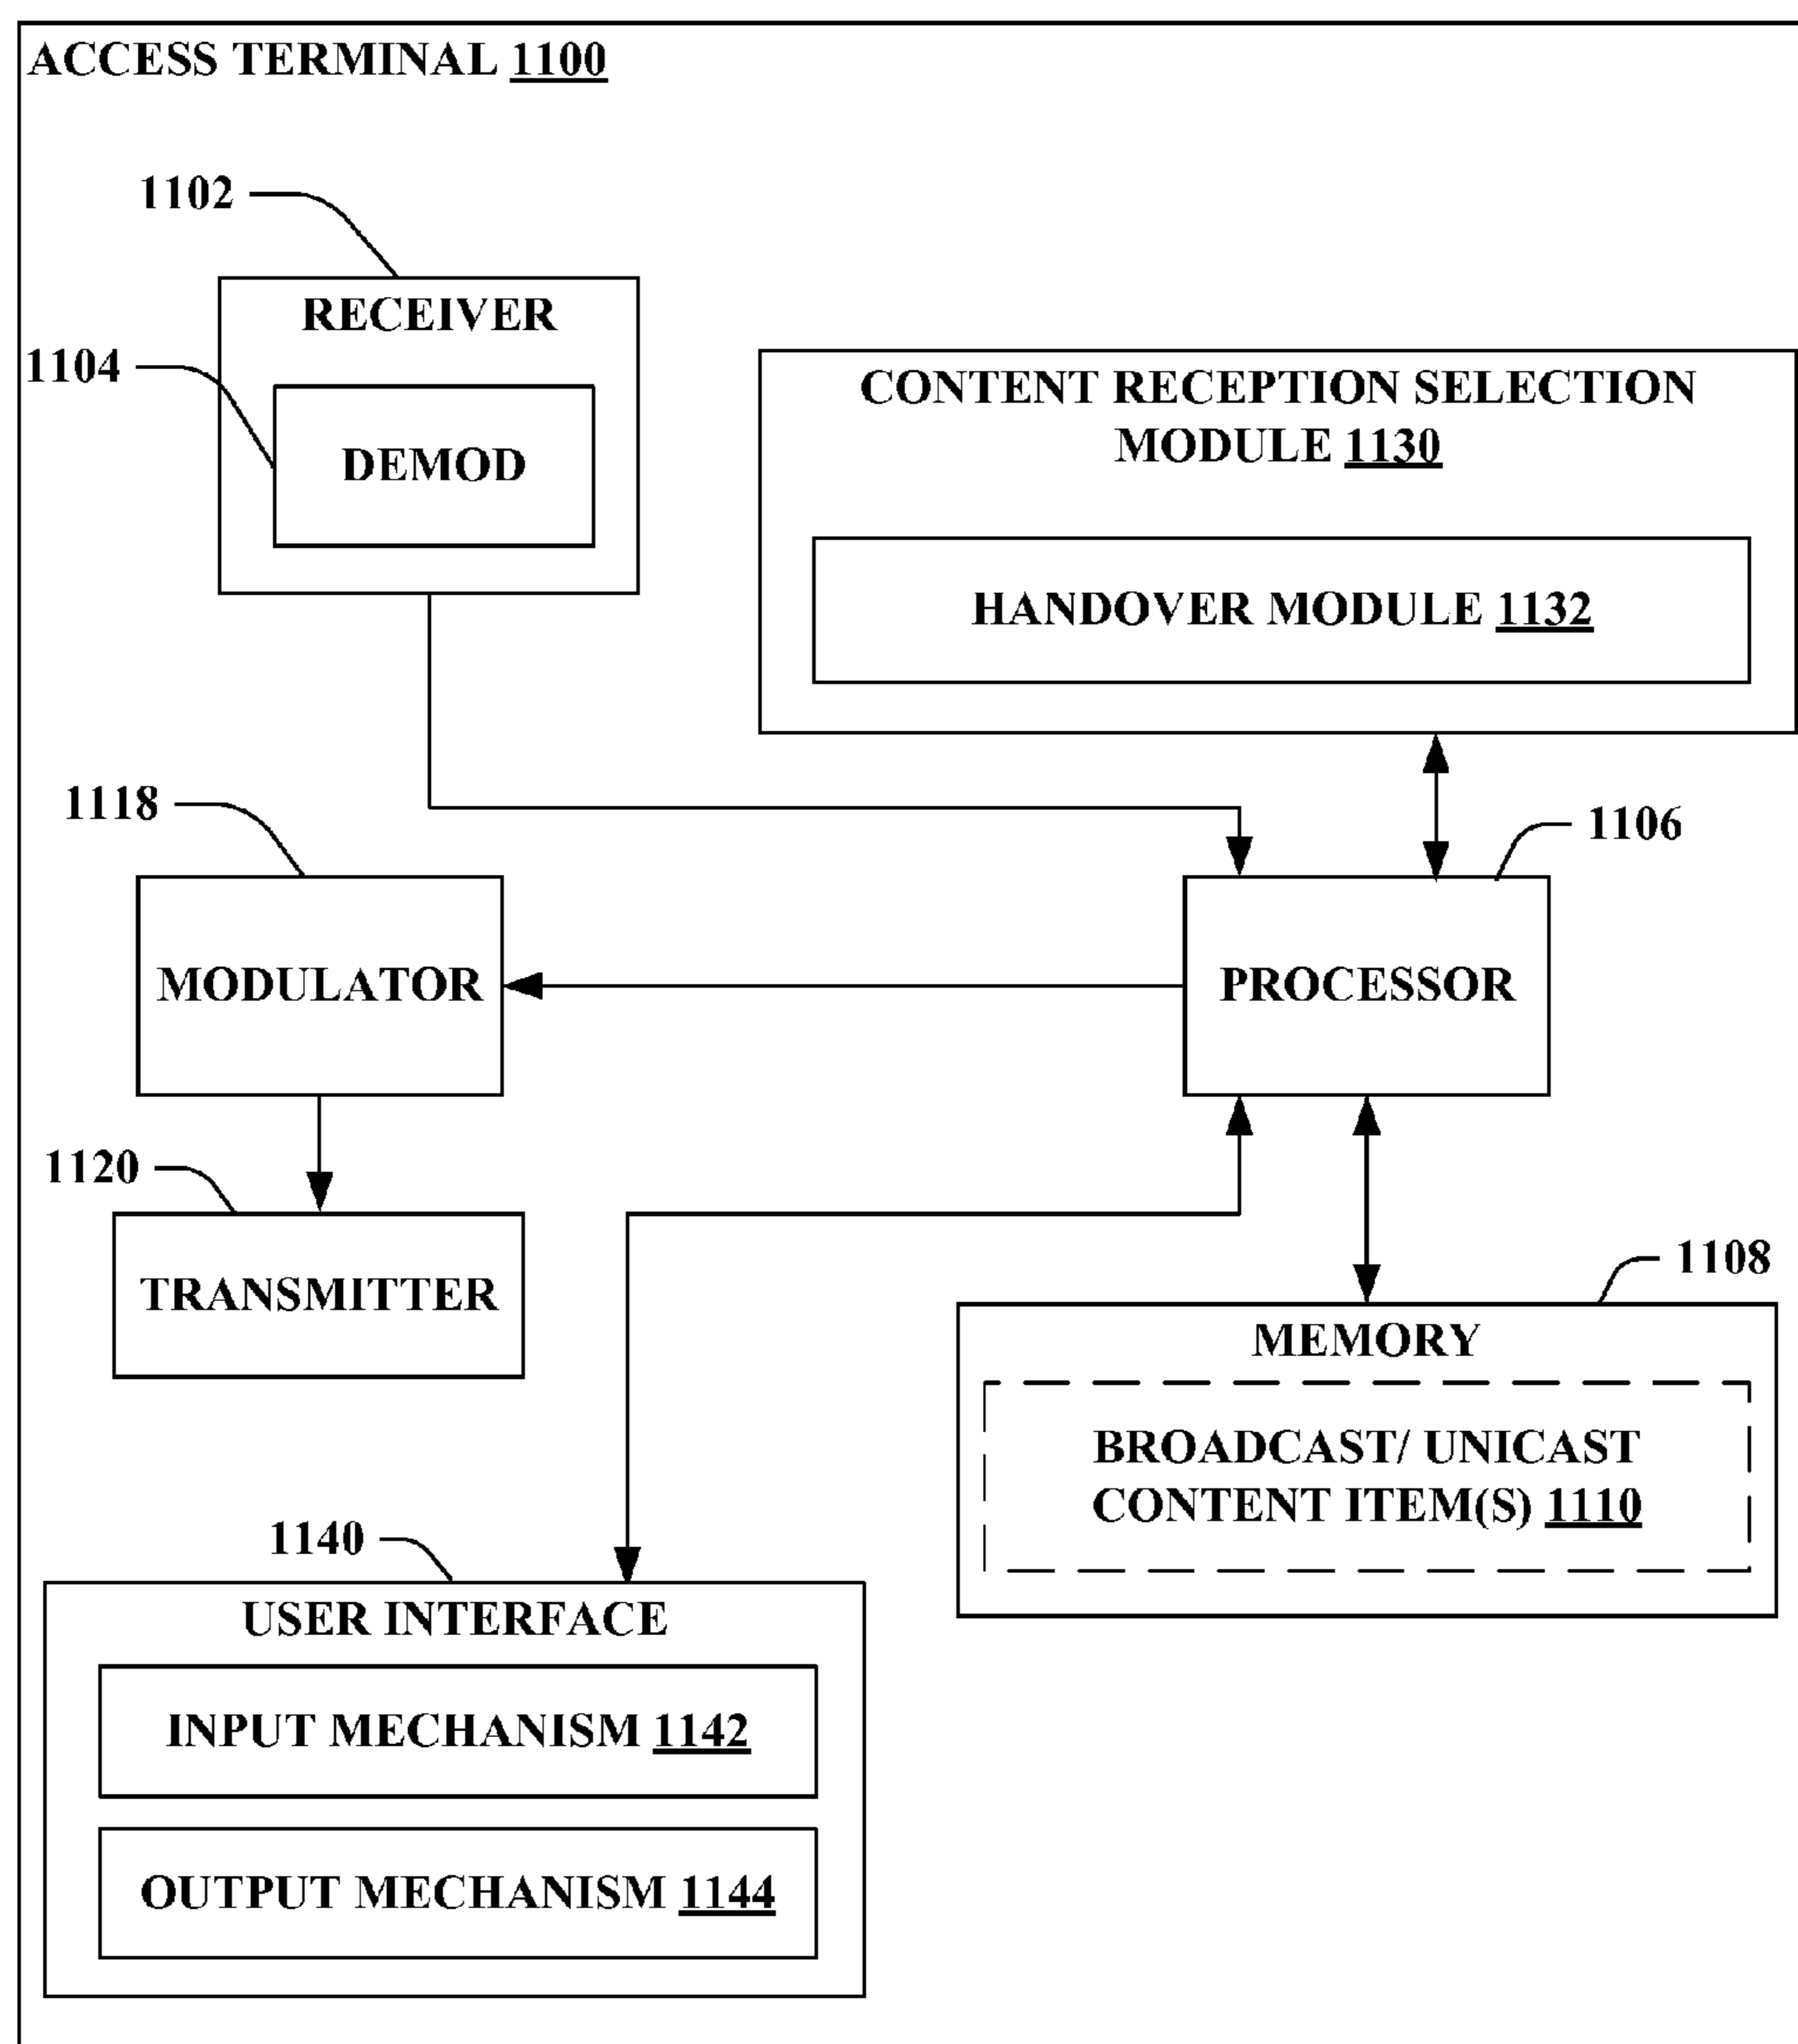 ACCESS TERMINAL 1100
1102
RECEIVER
1104
DEMOD
CONTENT RECEPTION SELECTION
MODULE 1130
HANDOVER MODULE 1132
1118
1106
MODULATOR
PROCESSOR
1120
TRANSMITTER
1108
MEMORY
BROADCAST/ UNICAST
CONTENT ITEM(S) 1110
1140
USER INTERFACE
INPUT MECHANISM 1142
OUTPUT MECHANISM 1144